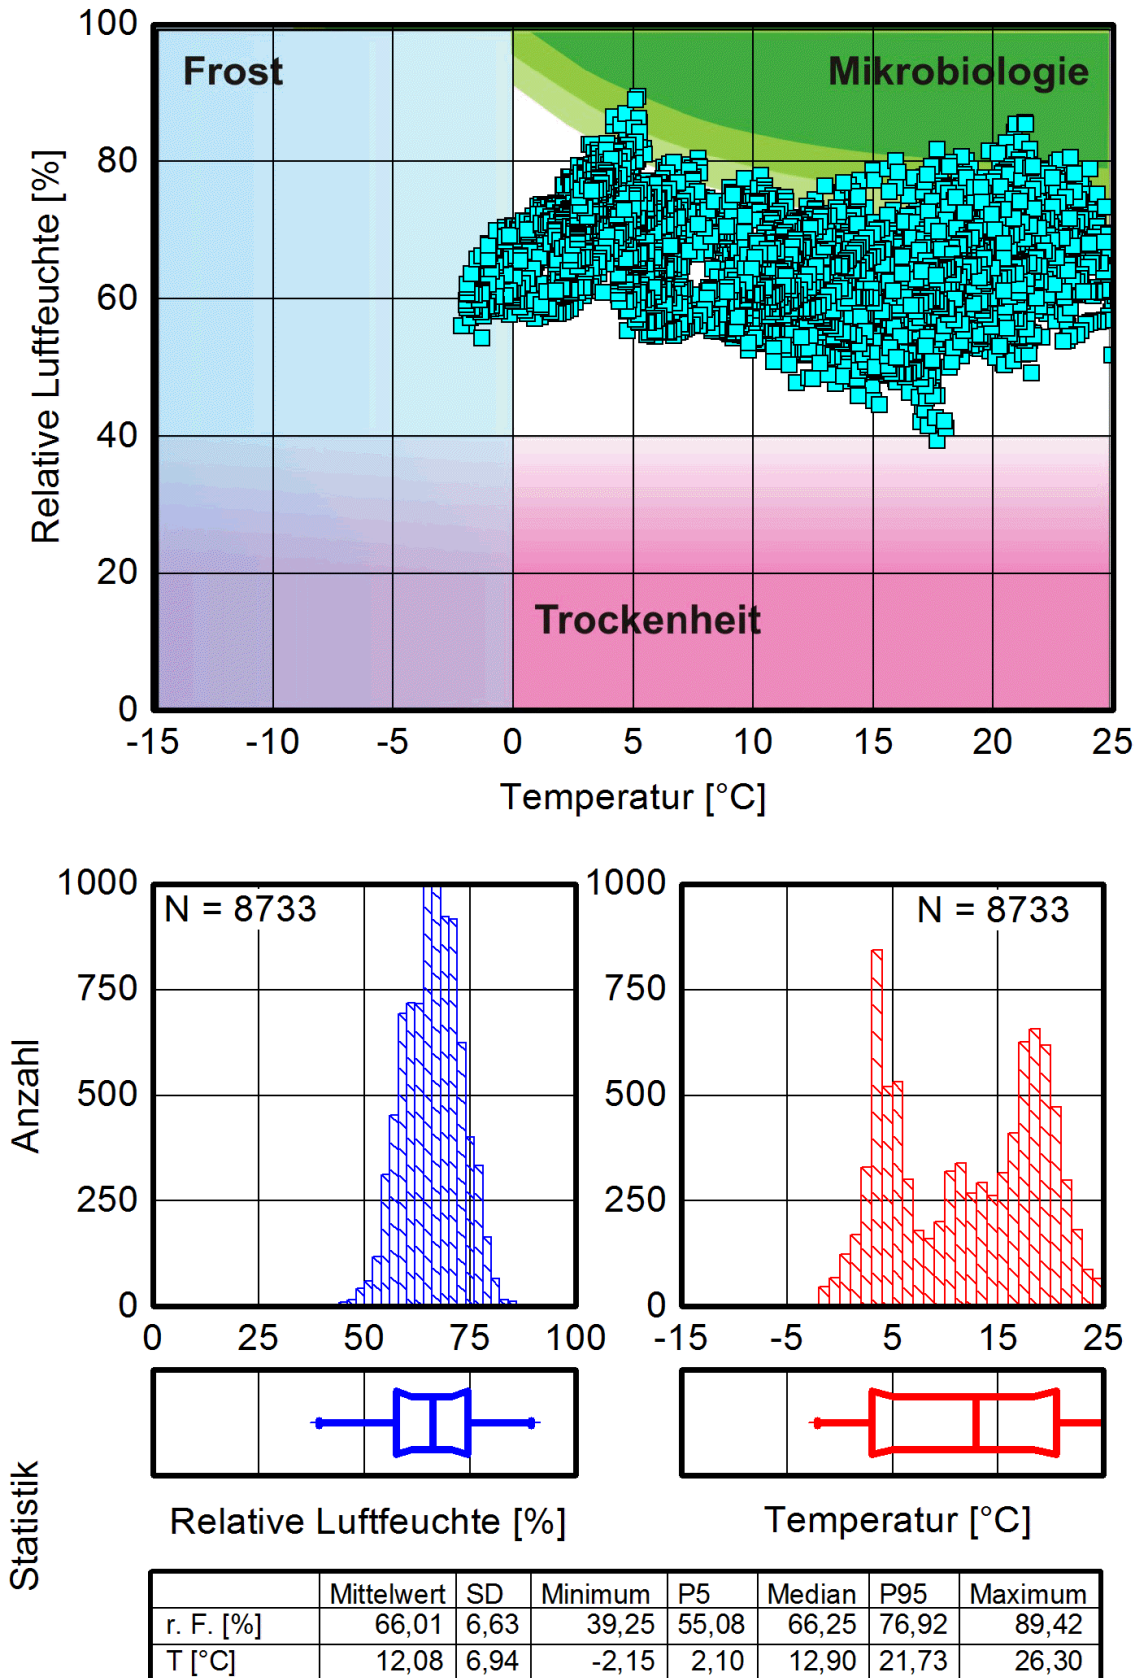 100
80
60
40
20
0
Relative Luftfeuchte [%]
Frost
Mikrobiologie
Trockenheit
-15 -10 -5 0 5 10 15 20 25
Temperatur [°C]
Anzahl
1000
750
500
250
0
N = 8733
0 25 50 75 100
1000
750
500
250
0
N = 8733
-15 -5 5 15 25
Statistik
Relative Luftfeuchte [%]
Temperatur [°C]
Mittelwert SD Minimum P5 Median P95 Maximum
r. F. [%] 66,01 6,63 39,25 55,08 66,25 76,92 89,42
T [°C] 12,08 6,94 -2,15 2,10 12,90 21,73 26,30